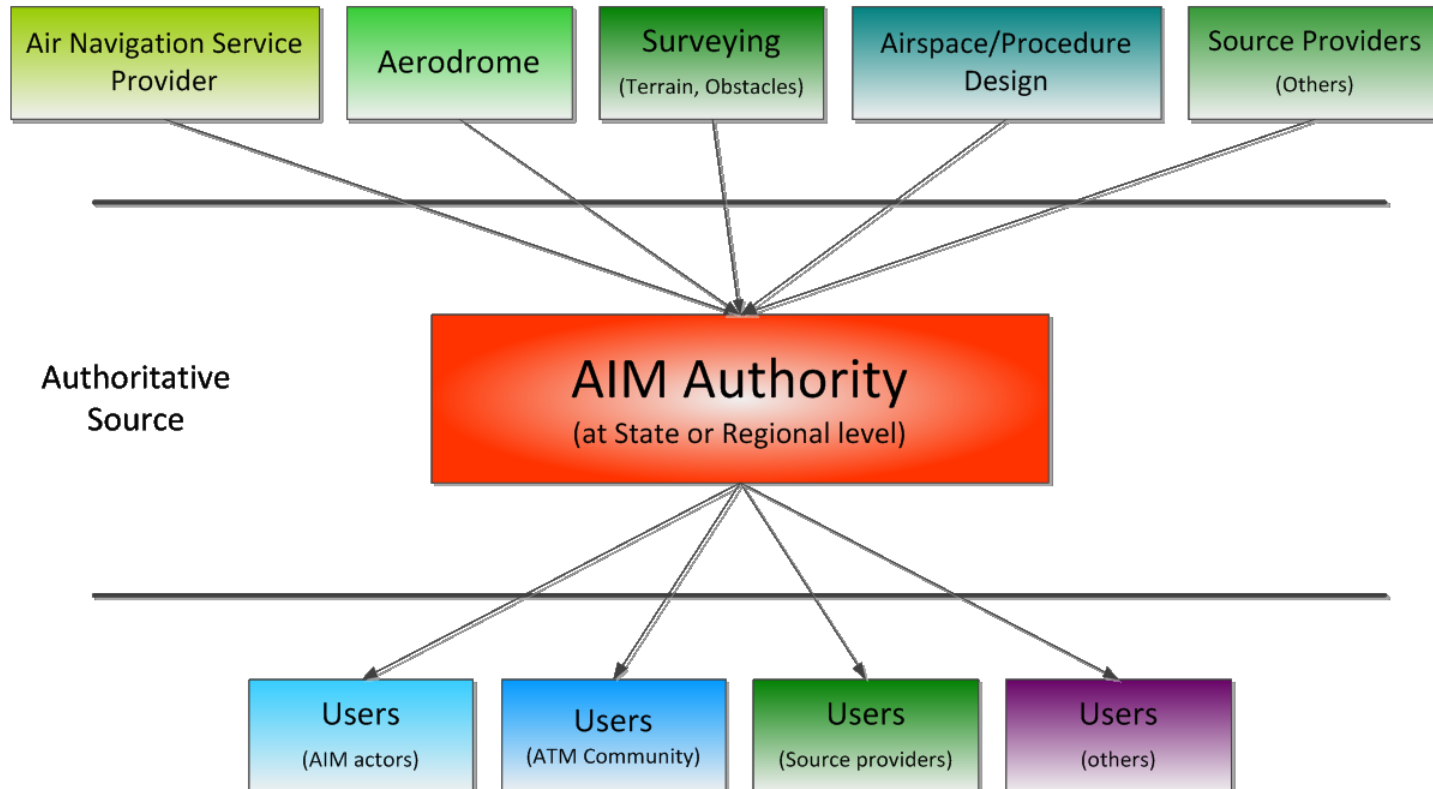 Air Navigation Service
Provider
Aerodrome
Surveying
(Terrain, Obstacles)
Airspace/Procedure
Design
Source Providers
(Others)
Authoritative
Source
AIM Authority
(at State or Regional level)
Users
(AIM actors)
Users
(ATM Community)
Users
(Source providers)
Users
(others)